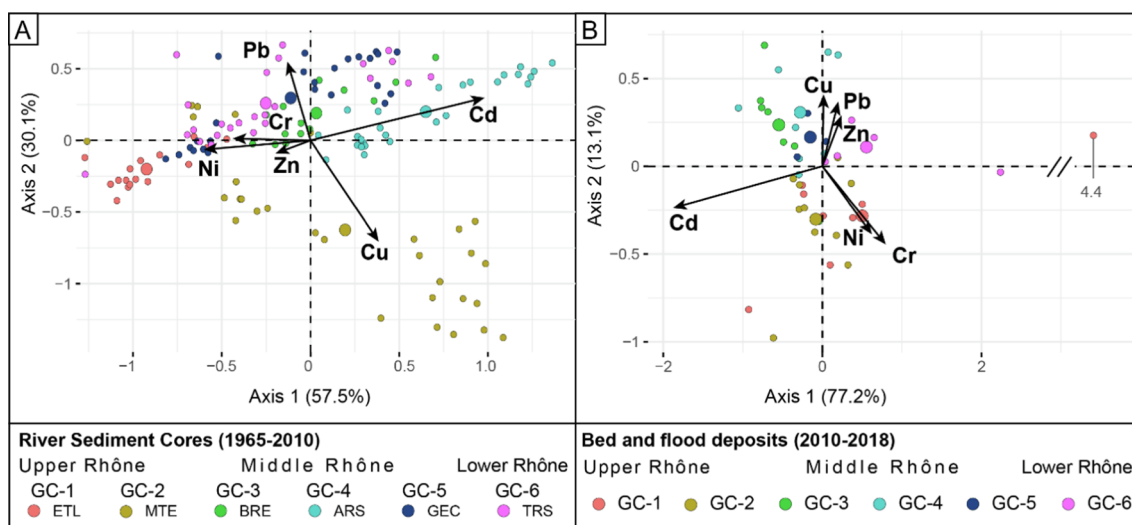 A
B
Axis 2 (30.1%)
0.5
0
−0.5
−1
Pb
Cr
Ni
Zn
Cd
Cu
−1
−0.5
0
0.5
1.0
Axis 1 (57.5%)
Axis 2 (13.1%)
0.5
0
−0.5
−1
Cu
Pb
Zn
Cd
Ni
Cr
4.4
−2
0
2
Axis 1 (77.2%)
River Sediment Cores (1965-2010)
Upper Rhône Middle Rhône Lower Rhône
GC-1 GC-2 GC-3 GC-4 GC-5 GC-6
ETL MTE BRE ARS GEC TRS
Bed and flood deposits (2010-2018)
Upper Rhône Middle Rhône Lower Rhône
GC-1 GC-2 GC-3 GC-4 GC-5 GC-6